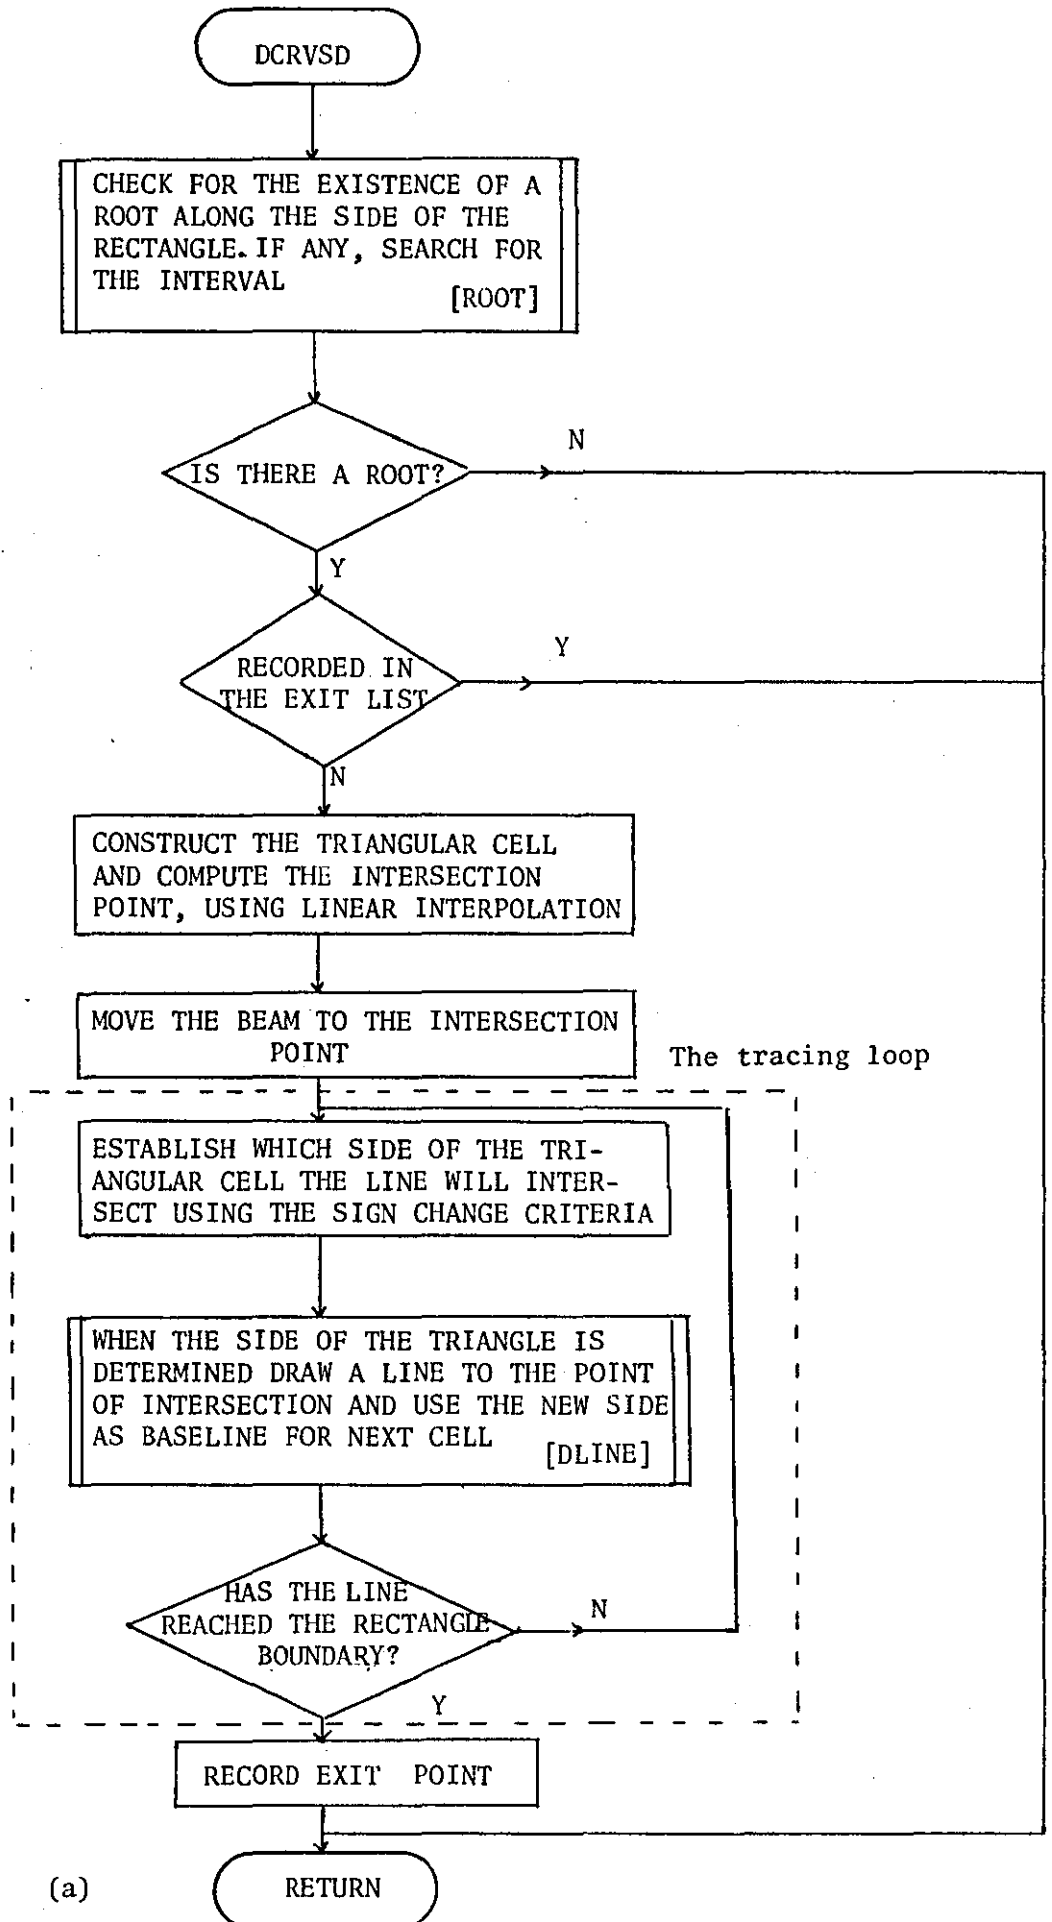 DCRVSD
CHECK FOR THE EXISTENCE OF A
ROOT ALONG THE SIDE OF THE
RECTANGLE. IF ANY, SEARCH FOR
THE INTERVAL
[ROOT]
N
IS THERE A ROOT?
Y
Y
RECORDED IN
THE EXIT LIST
N
CONSTRUCT THE TRIANGULAR CELL
AND COMPUTE THE INTERSECTION
POINT, USING LINEAR INTERPOLATION
MOVE THE BEAM TO THE INTERSECTION
POINT
The tracing loop
ESTABLISH WHICH SIDE OF THE TRI-
ANGULAR CELL THE LINE WILL INTER-
SECT USING THE SIGN CHANGE CRITERIA
WHEN THE SIDE OF THE TRIANGLE IS
DETERMINED DRAW A LINE TO THE POINT
OF INTERSECTION AND USE THE NEW SIDE
AS BASELINE FOR NEXT CELL
[DLINE]
HAS THE LINE
REACHED THE RECTANGLE
BOUNDARY?
N
Y
RECORD EXIT POINT
RETURN
(a)